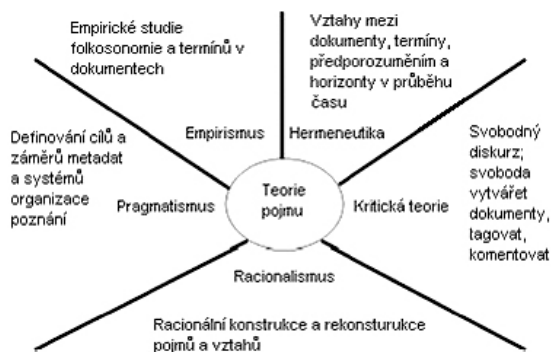 Empirické studie
folkosonomie a termínů v
dokumentech
Vztahy mezi
dokumenty, termíny,
předporozuměním a
horizonty v průběhu
času
Definování cílů a
záměrů metadat
a systémů
organizace
poznání
Empirismus
Hermeneutika
Svobodný
diskurz;
svoboda
vytvářet
dokumenty,
tagovat,
komentovat
Pragmatismus
Teorie
pojmu
Kritická teorie
Racionalismus
Racionální konstrukce a rekonsturukce
pojmů a vztahů